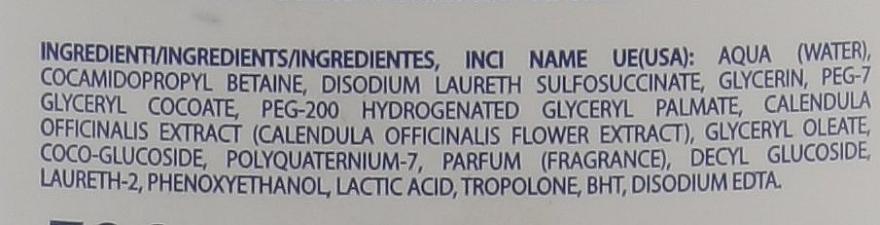 INGREDIENTI/INGREDIENTS/INGREDIENTES, INCI NAME UE(USA): AQUA (WATER),
COCAMIDOPROPYL BETAINE, DISODIUM LAURETH SULFOSUCCINATE, GLYCERIN, PEG-7
GLYCERYL COCOATE, PEG-200 HYDROGENATED GLYCERYL PALMATE, CALENDULA
OFFICINALIS EXTRACT (CALENDULA OFFICINALIS FLOWER EXTRACT), GLYCERYL OLEATE,
COCO-GLUCOSIDE, POLYQUATERNIUM-7, PARFUM (FRAGRANCE), DECYL GLUCOSIDE,
LAURETH-2, PHENOXYETHANOL, LACTIC ACID, TROPOLONE, BHT, DISODIUM EDTA.